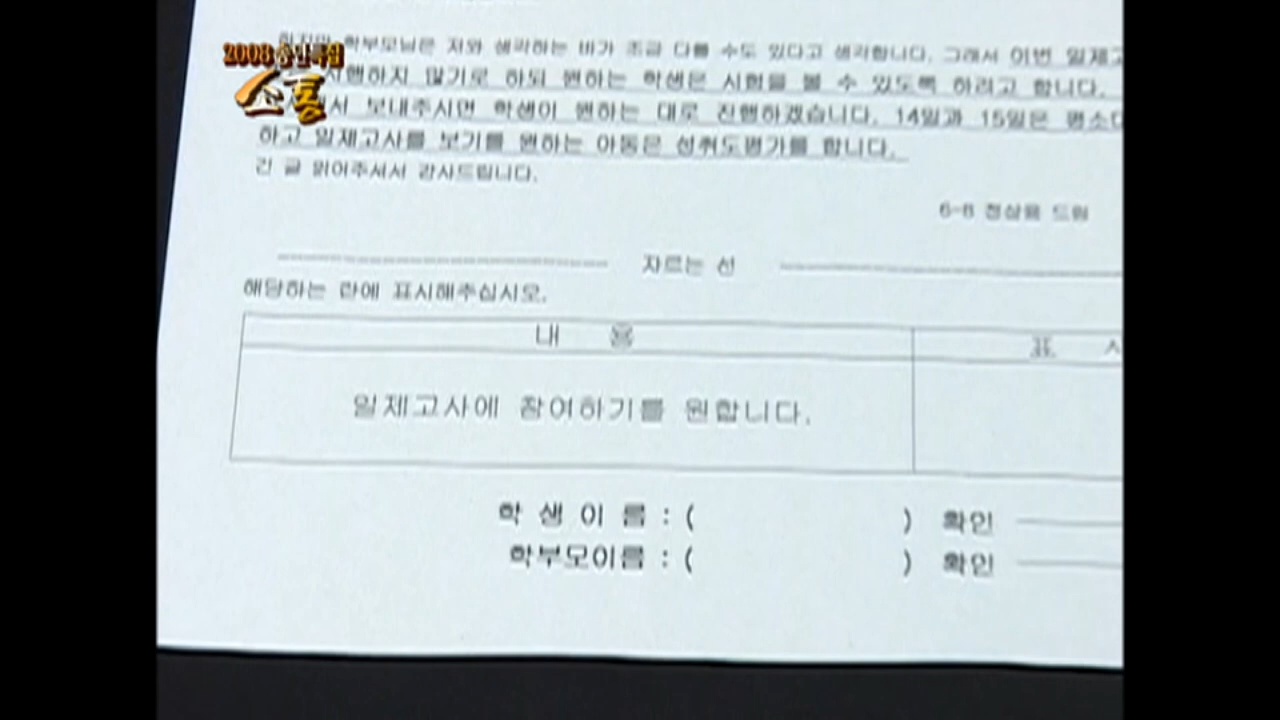 2008 송년특집
소통
학부모님은 저와 생각하는 바가 조금 다를 수도 있다고 생각합니다. 그래서 이번 일제고
시행하지 않기로 하되 원하는 학생은 시험을 볼 수 있도록 하려고 합니다.
보내주시면 학생이 원하는 대로 진행하겠습니다. 14일과 15일은 평소대
하고 일제고사를 보기를 원하는 아동은 성취도평가를 합니다.
긴 글 읽어주셔서 감사드립니다.
6-8 정상용 드림
자르는 선
해당하는 란에 표시해주십시오.
내 용
표 시
일제고사에 참여하기를 원합니다.
학 생 이 름 : ( ) 확인
학부모이름 : ( ) 확인